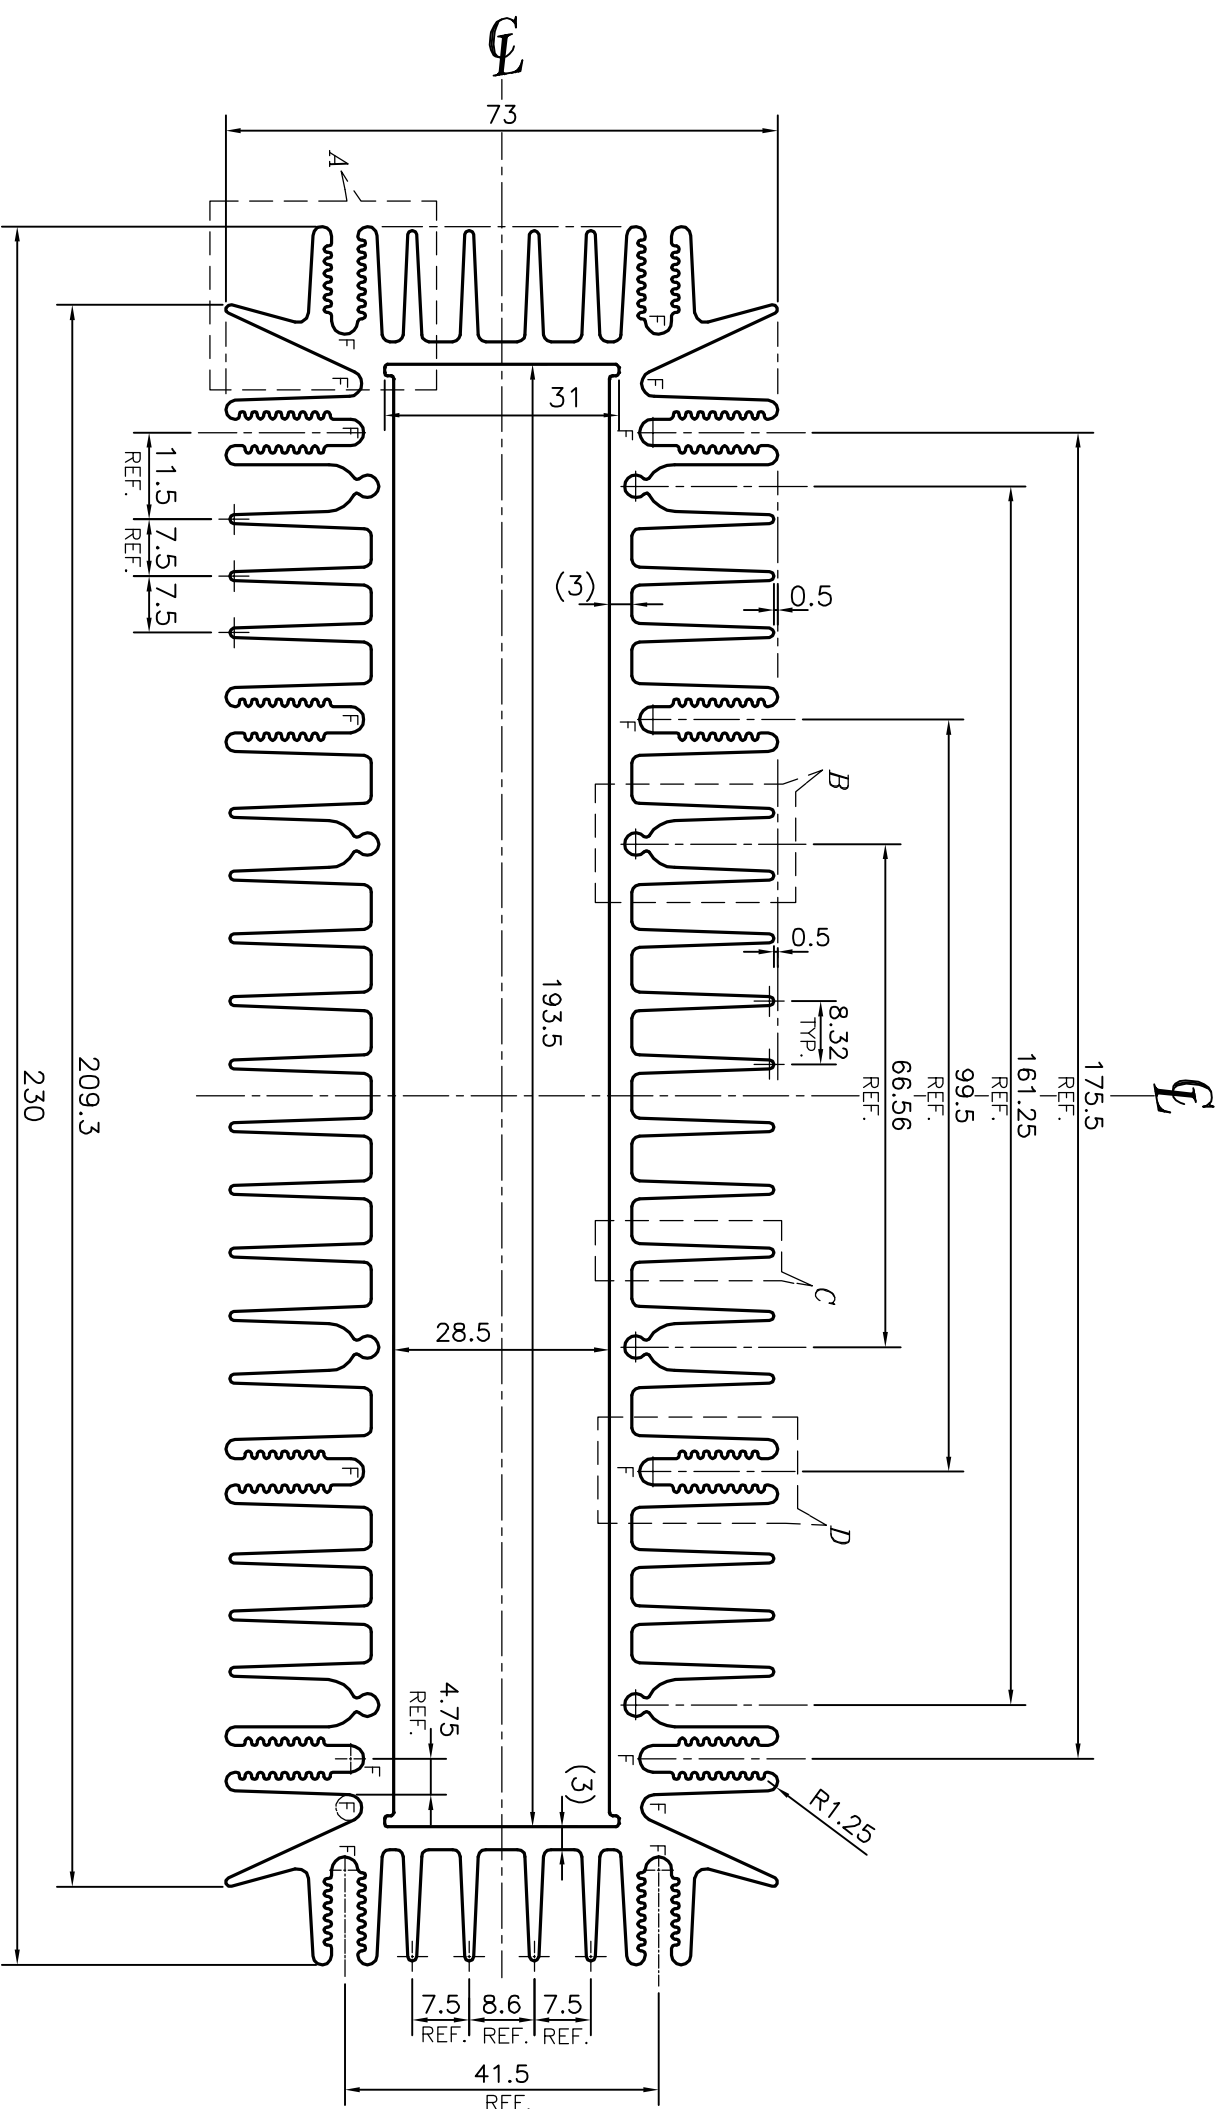 CL
73
A
F
F
F
F
31
F
F
11.5
REF.
7.5
REF.
7.5
(3)
0.5
F
F
B
0.5
8.32
TYP.
193.5
66.56
REF.
99.5
REF.
161.25
REF.
175.5
REF.
CL
209.3
230
C
28.5
D
F
F
4.75
REF.
(3)
F
F
F
F
R1.25
F
F
7.5
REF.
8.6
REF.
7.5
REF.
41.5
REF.